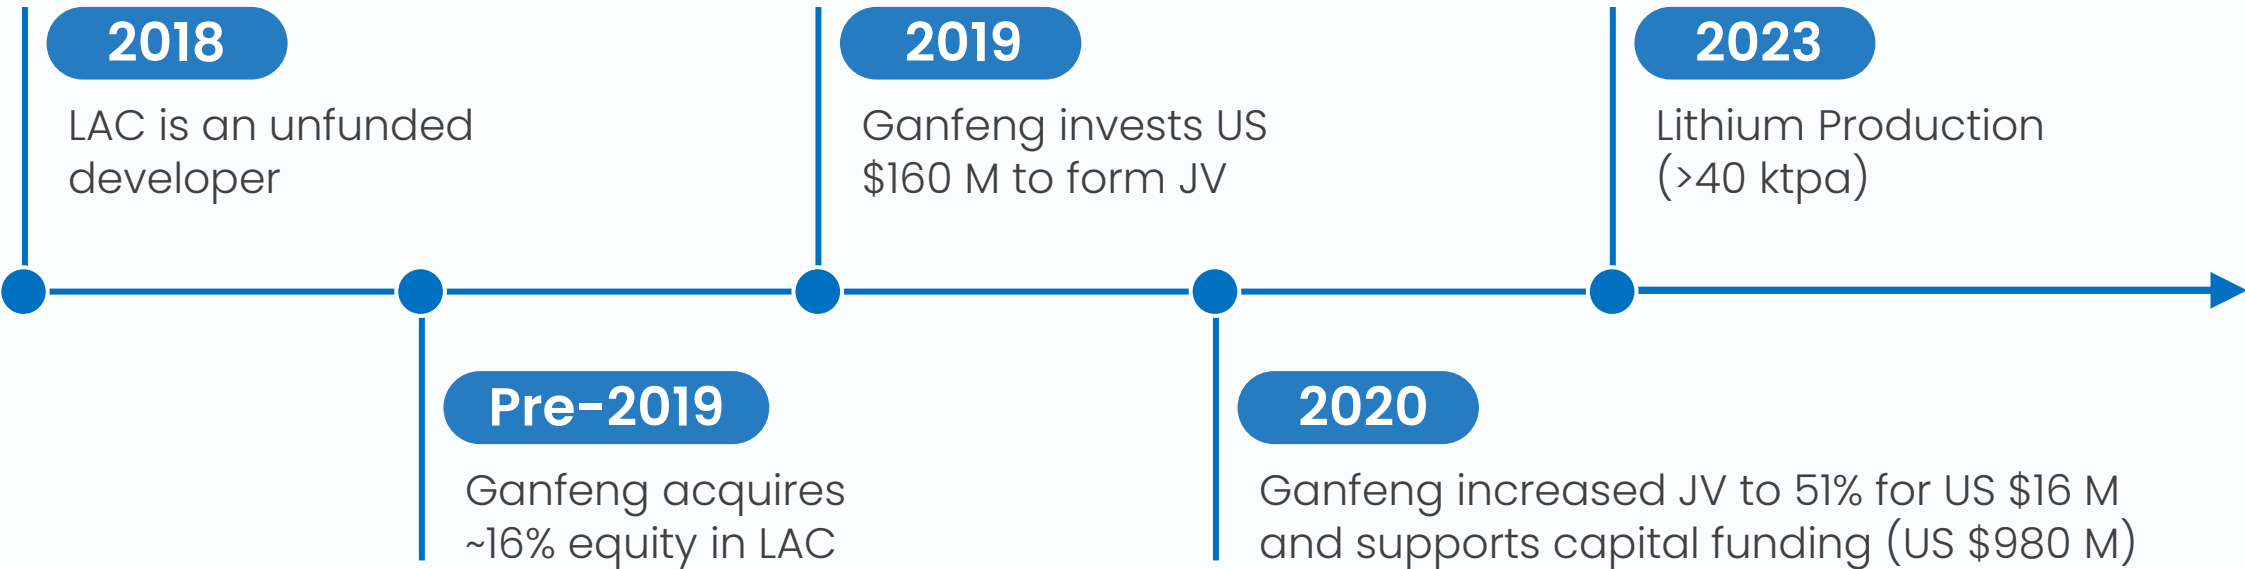 2018
LAC is an unfunded
developer
Pre-2019
Ganfeng acquires
~16% equity in LAC
2019
Ganfeng invests US
$160 M to form JV
2020
Ganfeng increased JV to 51% for US $16 M
and supports capital funding (US $980 M)
2023
Lithium Production
(>40 ktpa)